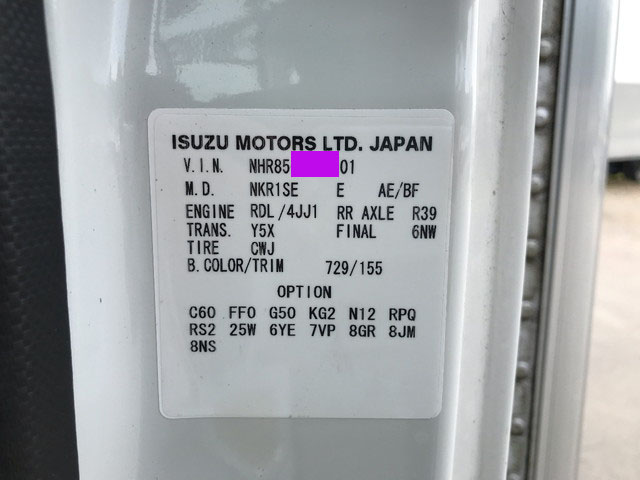 ISUZU MOTORS LTD. JAPAN
V.I.N. NHR85 01
M.D. NKR1SE E AE/BF
ENGINE RDL/4JJ1 RR AXLE R39
TRANS. Y5X FINAL 6NW
TIRE CWJ
B.COLOR/TRIM 729/155
OPTION
C60 FF0 G50 KG2 N12 RPQ
RS2 25W 6YE 7VP 8GR 8JM
8NS